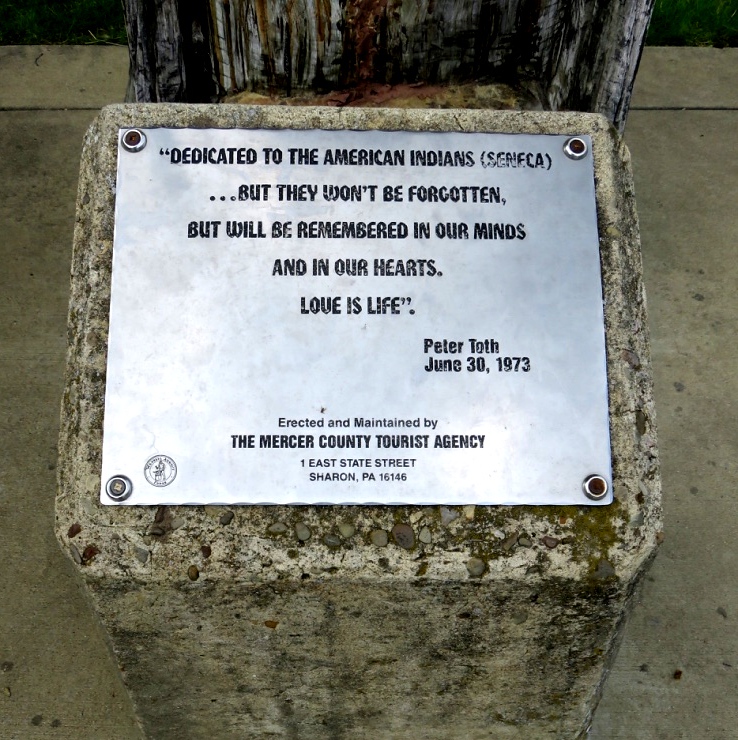 “DEDICATED TO THE AMERICAN INDIANS (SENECA)
...BUT THEY WON'T BE FORGOTTEN,
BUT WILL BE REMEMBERED IN OUR MINDS
AND IN OUR HEARTS.
LOVE IS LIFE”.
Peter Toth
June 30, 1973
Erected and Maintained by
THE MERCER COUNTY TOURIST AGENCY
1 EAST STATE STREET
SHARON, PA 16146